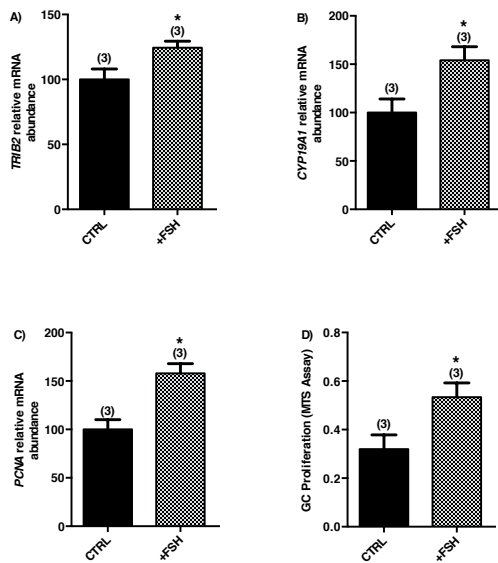 A)
TRIB2 relative mRNA
abundance
150
100
50
0
(3)
*
(3)
CTRL
+FSH
B)
CYP19A1 relative mRNA
abundance
200
150
100
50
0
(3)
*
(3)
CTRL
+FSH
C)
PCNA relative mRNA
abundance
200
150
100
50
0
(3)
*
(3)
CTRL
+FSH
D)
GC Proliferation (MTS Assay)
0.8
0.6
0.4
0.2
0.0
(3)
*
(3)
CTRL
+FSH